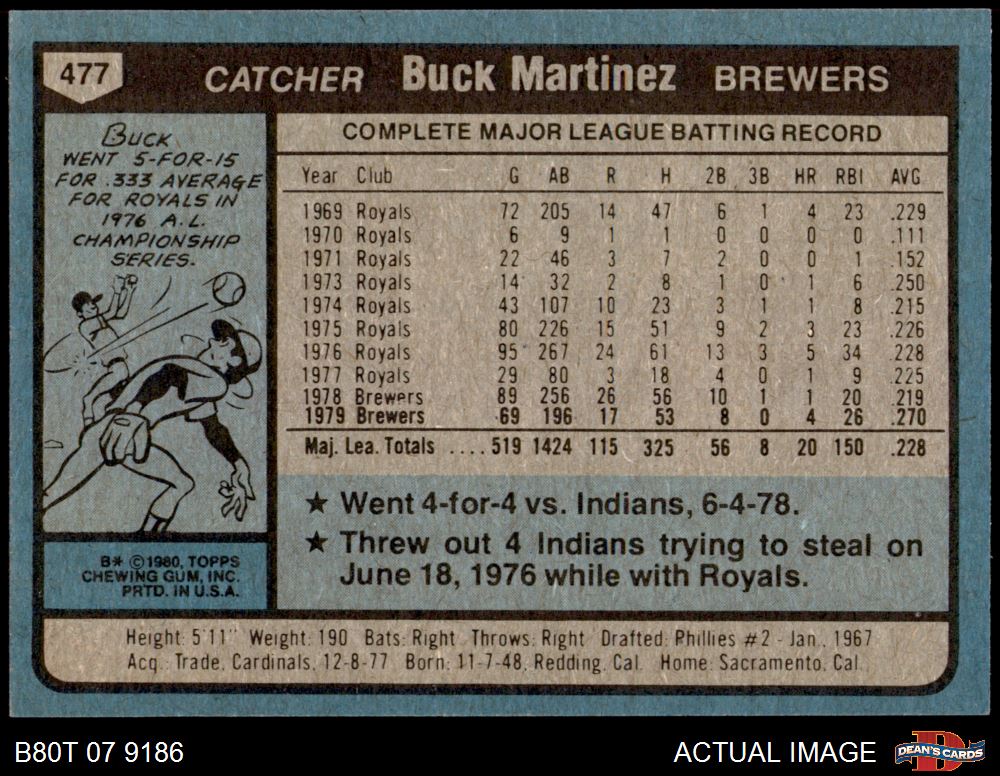 477 CATCHER Buck Martinez BREWERS
BUCK
WENT 5-FOR-15
FOR .333 AVERAGE
FOR ROYALS IN
1976 A.L.
CHAMPIONSHIP
SERIES.
B* ©1980, TOPPS
CHEWING GUM, INC.
PRTD. IN U.S.A.
COMPLETE MAJOR LEAGUE BATTING RECORD
Year Club G AB R H 2B 3B HR RBI AVG
1969 Royals 72 205 14 47 6 1 4 23 .229
1970 Royals 6 9 1 1 0 0 0 0 .111
1971 Royals 22 46 3 7 2 0 0 1 .152
1973 Royals 14 32 2 8 1 0 1 6 .250
1974 Royals 43 107 10 23 3 1 1 8 .215
1975 Royals 80 226 15 51 9 2 3 23 .226
1976 Royals 95 267 24 61 13 3 5 34 .228
1977 Royals 29 80 3 18 4 0 1 9 .225
1978 Brewers 89 256 26 56 10 1 1 20 .219
1979 Brewers 69 196 17 53 8 0 4 26 .270
Maj. Lea. Totals .... 519 1424 115 325 56 8 20 150 .228
★ Went 4-for-4 vs. Indians, 6-4-78.
★ Threw out 4 Indians trying to steal on
June 18, 1976 while with Royals.
Height: 5'11" Weight: 190 Bats: Right Throws: Right Drafted: Phillies #2 - Jan., 1967
Acq.: Trade, Cardinals, 12-8-77 Born: 11-7-48, Redding, Cal. Home: Sacramento, Cal.
B80T 07 9186 ACTUAL IMAGE DEAN'S CARDS